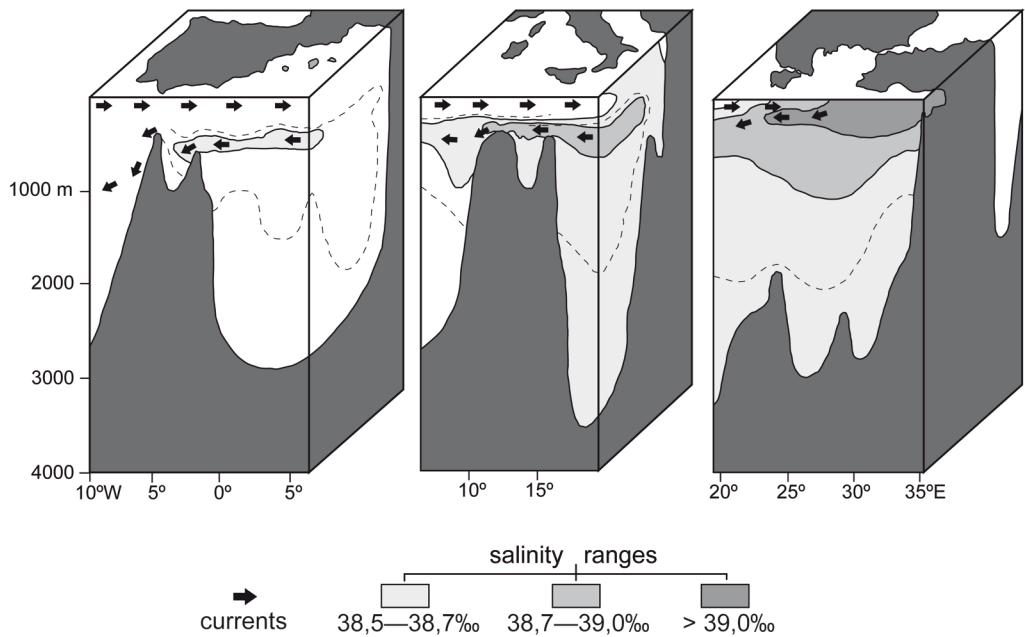 1000 m
2000
3000
4000
10ºW 5º 0º 5º
10º 15º
20º 25º 30º 35ºE
salinity ranges
currents
38,5—38,7‰ 38,7—39,0‰ > 39,0‰